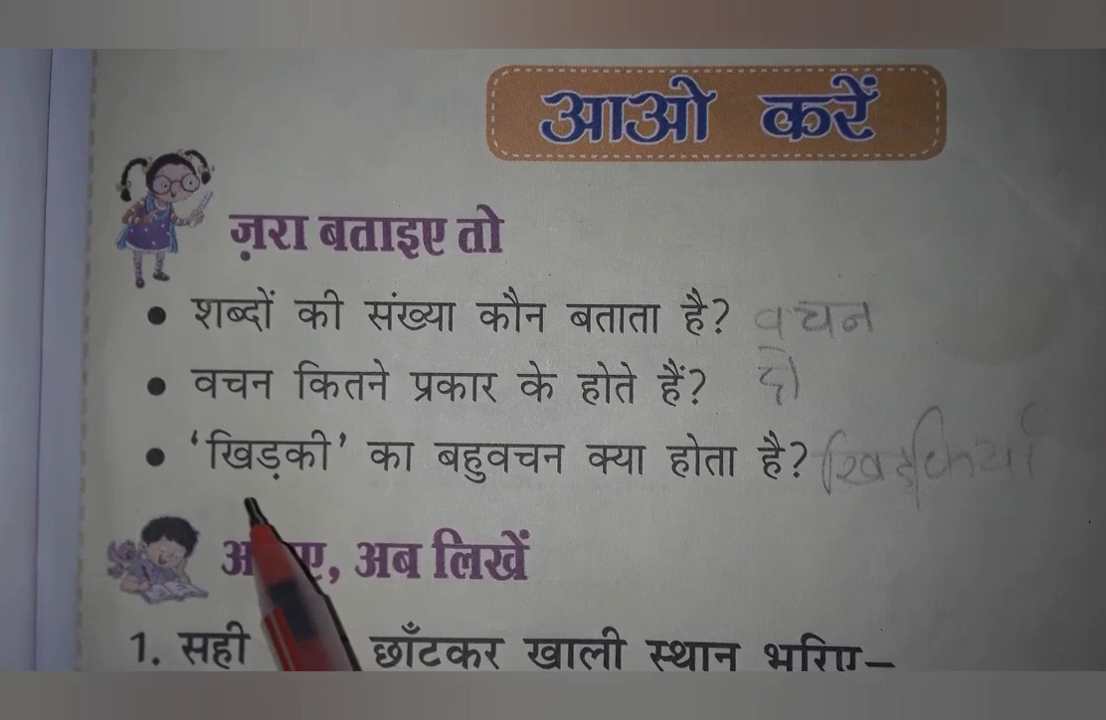 आओ करें
ज़रा बताइए तो
• शब्दों की संख्या कौन बताता है? वचन
• वचन कितने प्रकार के होते हैं? दो
• ‘खिड़की’ का बहुवचन क्या होता है? खिड़कियाँ
अब लिखें
1. सही छाँटकर खाली स्थान भरिए–